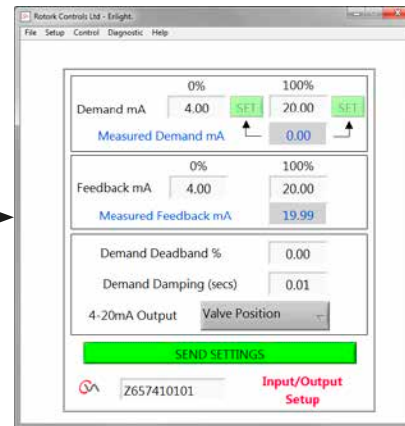 Rotork Controls Ltd - Enlight.
File Setup Control Diagnostic Help
0% 100%
Demand mA 4.00 SET 20.00 SET
Measured Demand mA 0.00
0% 100%
Feedback mA 4.00 20.00
Measured Feedback mA 19.99
Demand Deadband % 0.00
Demand Damping (secs) 0.01
4-20mA Output Valve Position
SEND SETTINGS
Z657410101 Input/Output
Setup